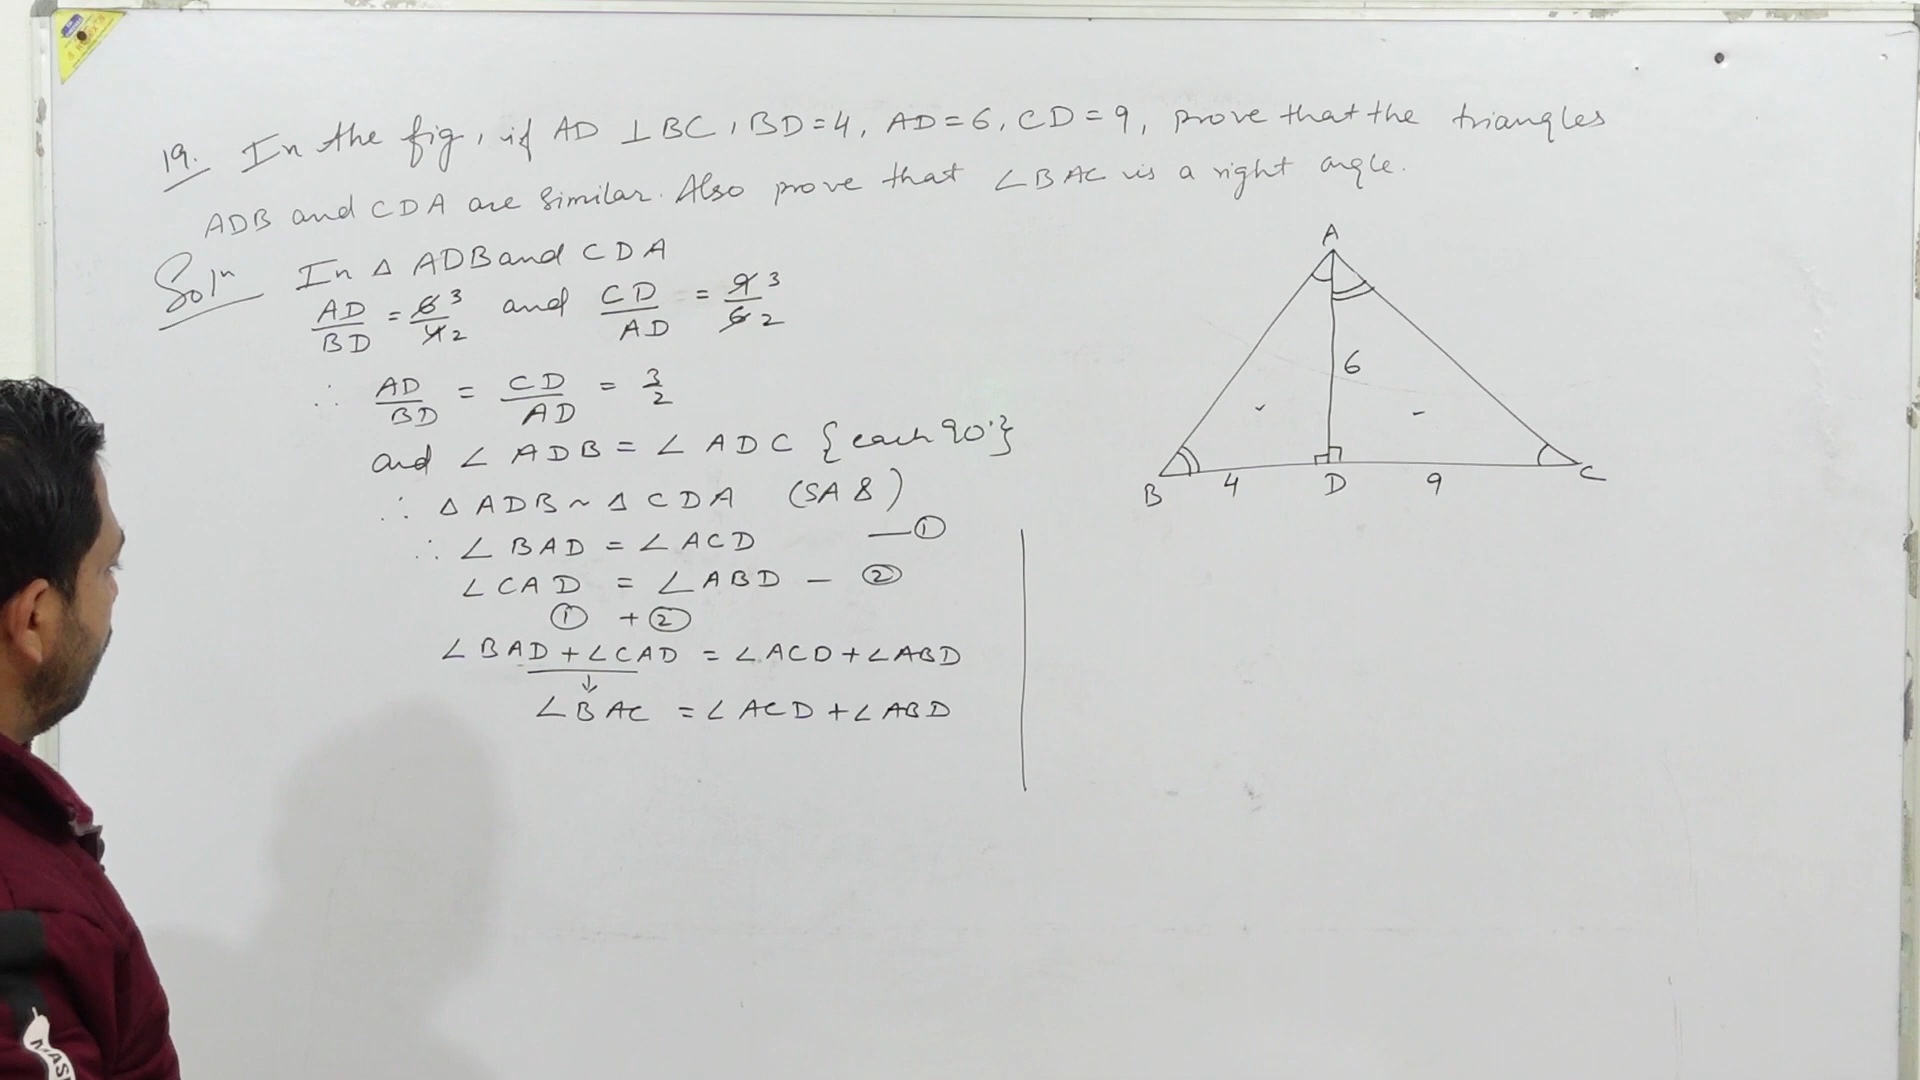 19. In the fig, if AD ⊥ BC, BD=4, AD=6, CD=9, prove that the triangles
ADB and CDA are similar. Also prove that ∠BAC is a right angle.
Soln In Δ ADB and CDA
AD/BD = 6/4 3/2 and CD/AD = 9/6 3/2
∴ AD/BD = CD/AD = 3/2
and ∠ADB = ∠ADC {each 90°}
∴ Δ ADB ~ Δ CDA (SAS)
∴ ∠BAD = ∠ACD — ①
∠CAD = ∠ABD — ②
① + ②
∠BAD + ∠CAD = ∠ACD + ∠ABD
↓
∠BAC = ∠ACD + ∠ABD
A
6
B 4 D 9 C